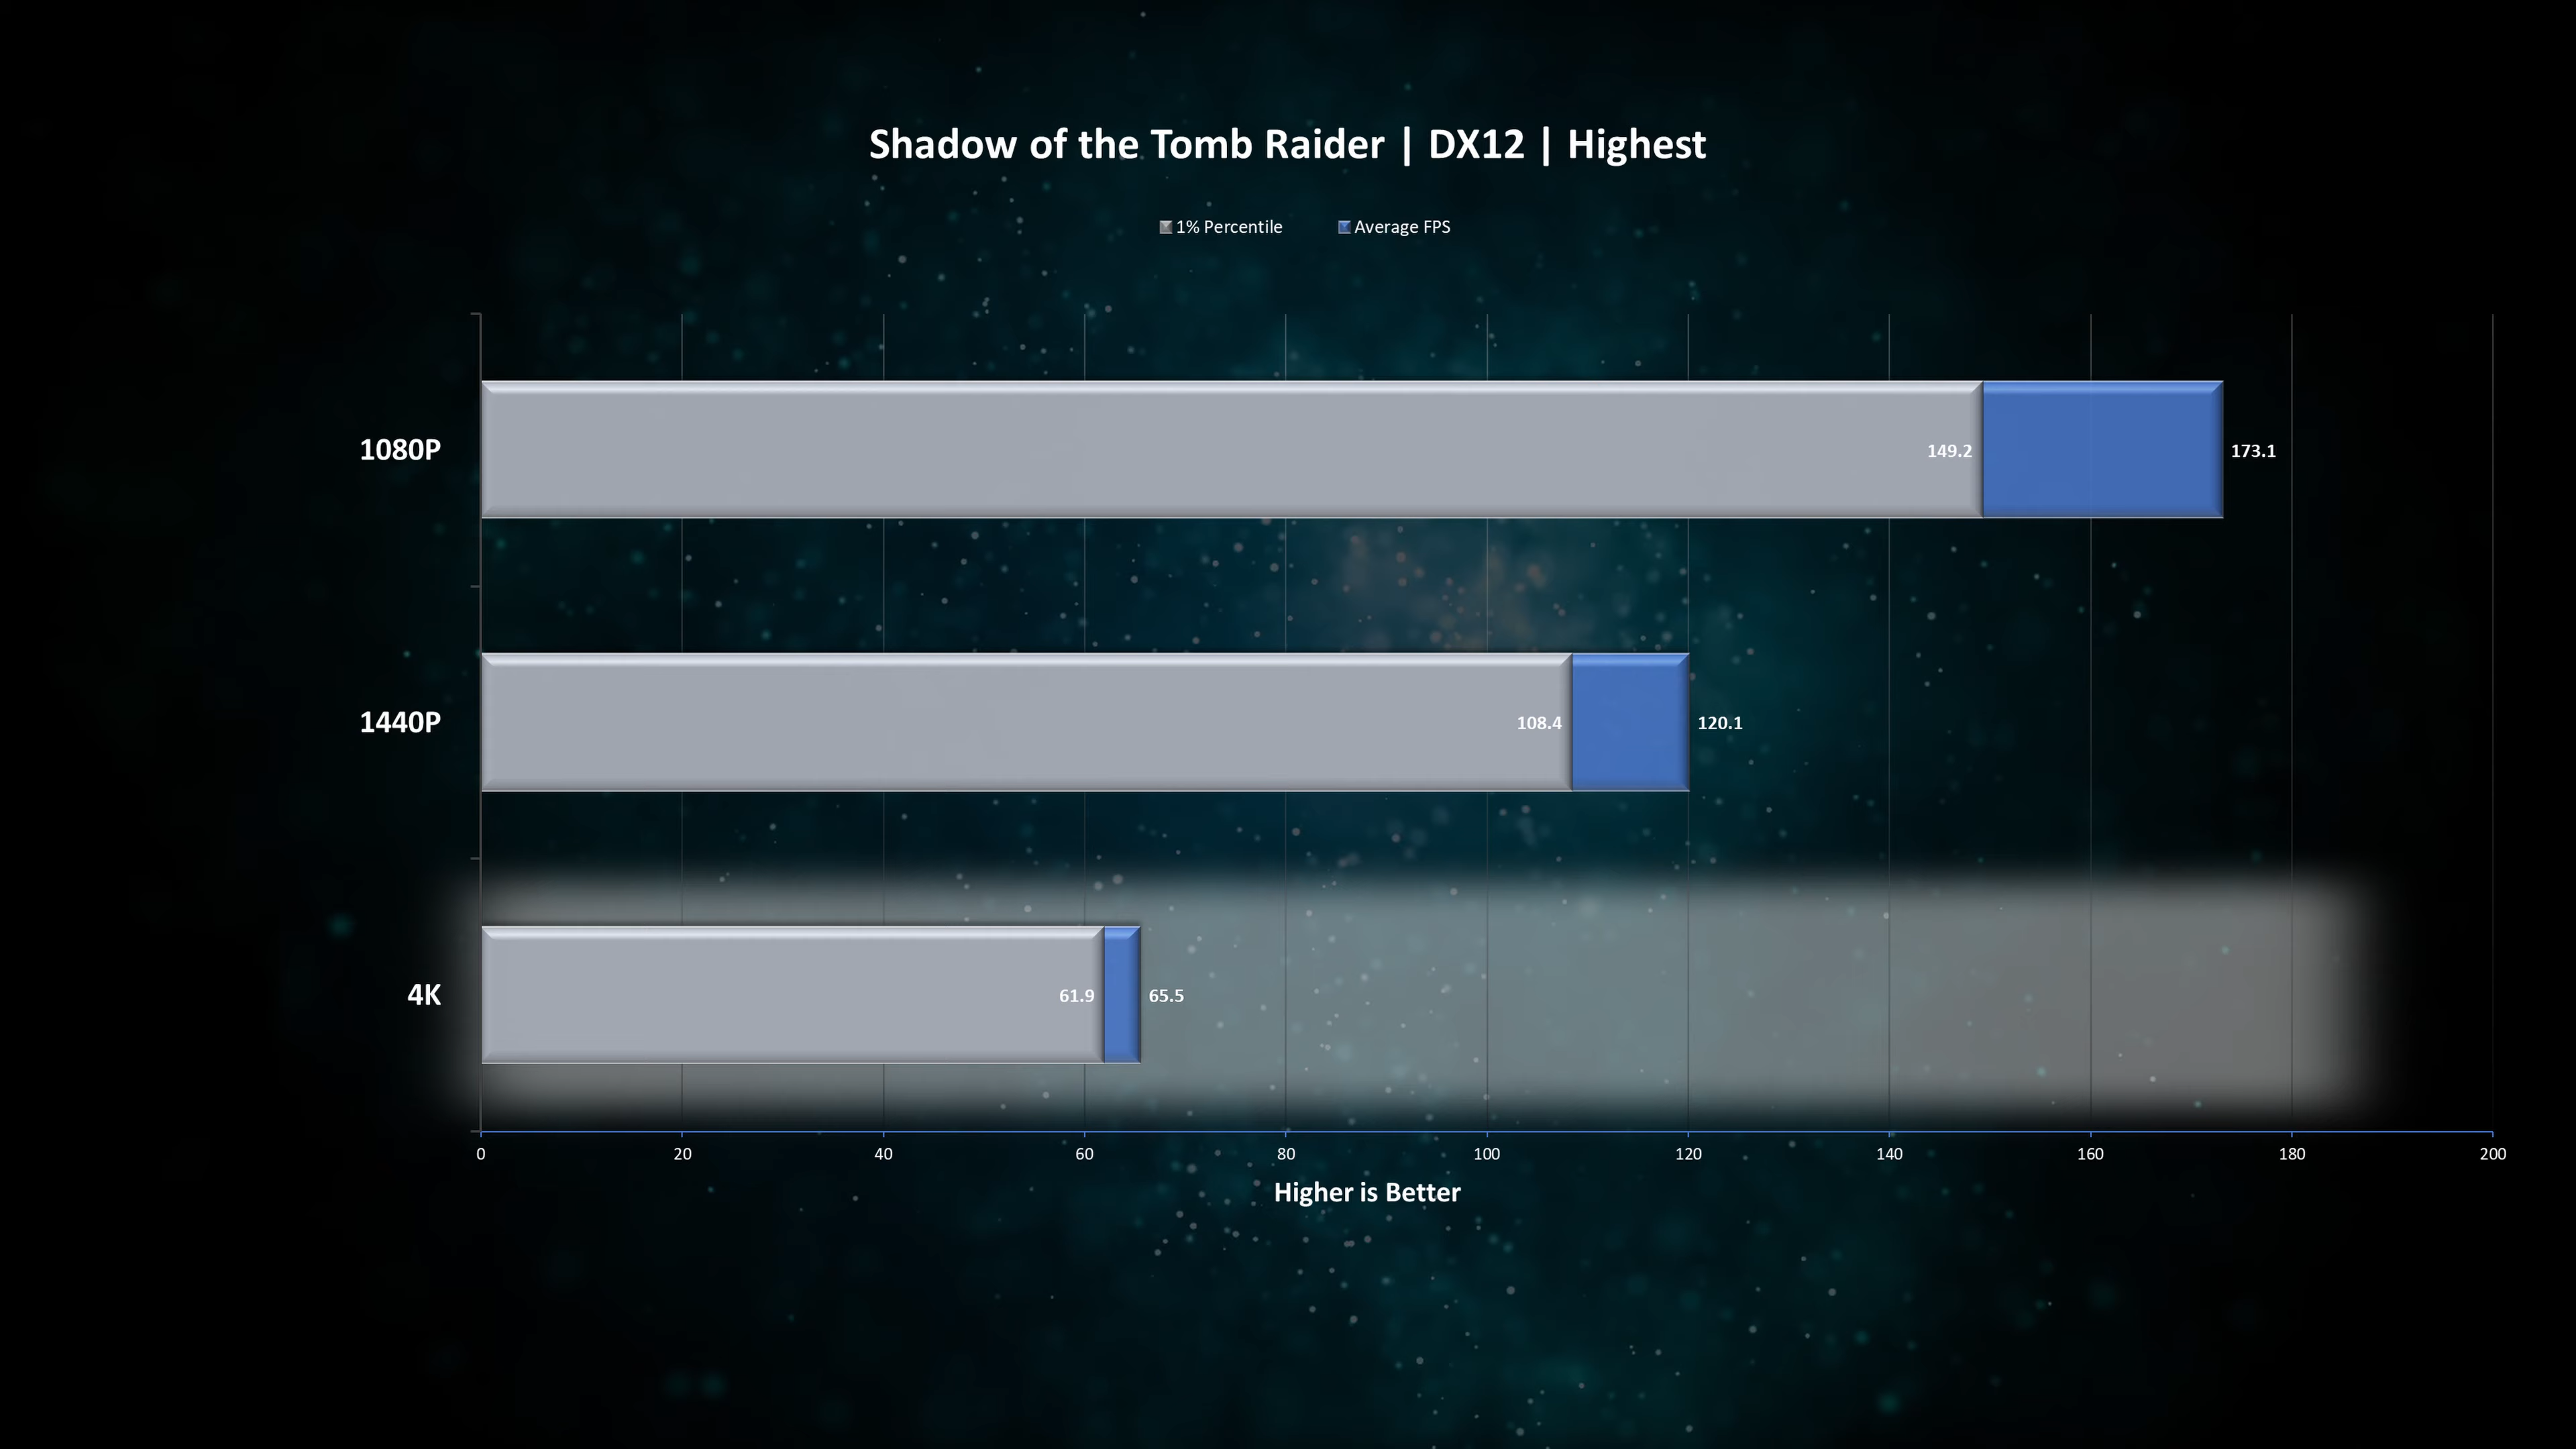 Shadow of the Tomb Raider | DX12 | Highest
1% Percentile Average FPS
1080P 149.2 173.1
1440P 108.4 120.1
4K 61.9 65.5
0 20 40 60 80 100 120 140 160 180 200
Higher is Better